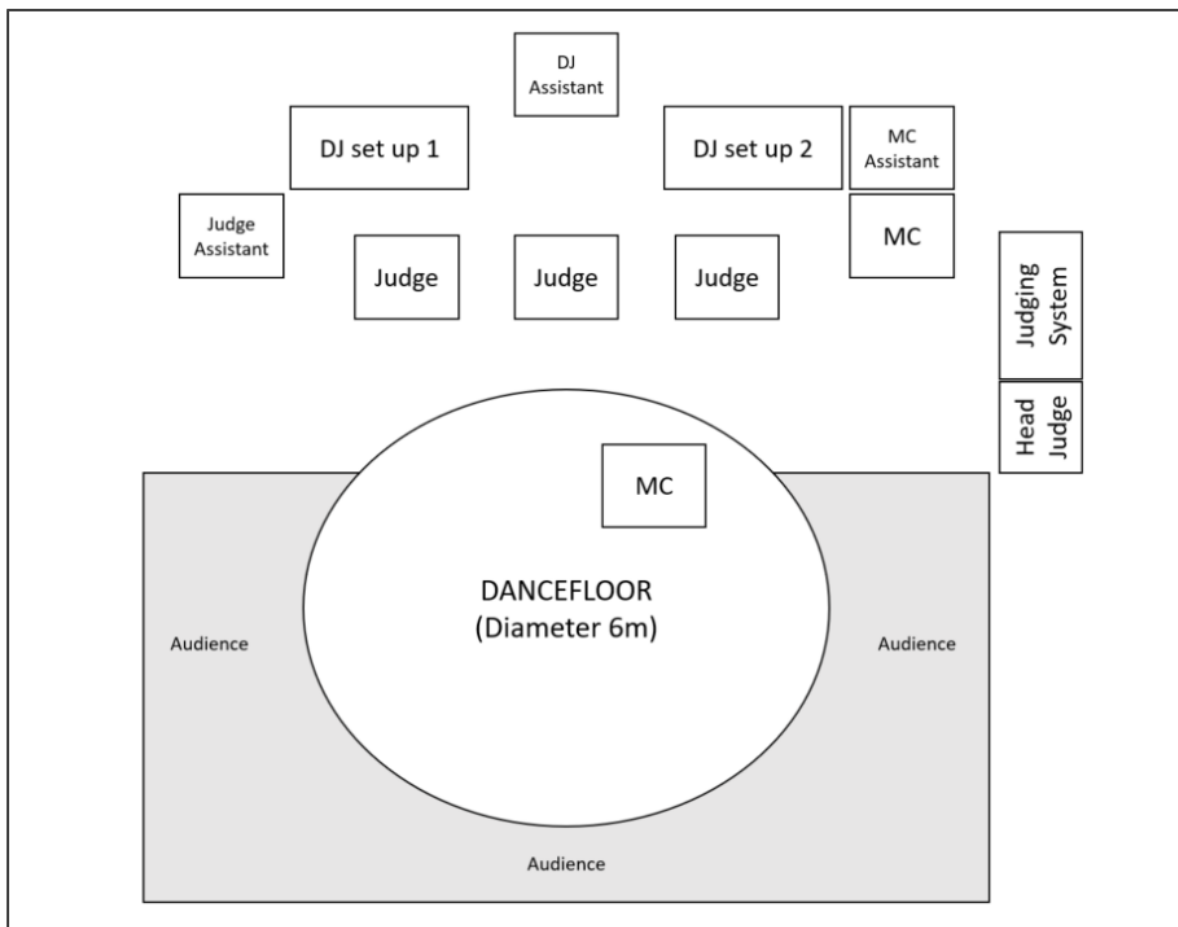 DJ
Assistant
DJ set up 1
DJ set up 2
MC
Assistant
Judge
Assistant
MC
Judge
Judge
Judge
Judging
System
Head
Judge
MC
DANCEFLOOR
(Diameter 6m)
Audience
Audience
Audience